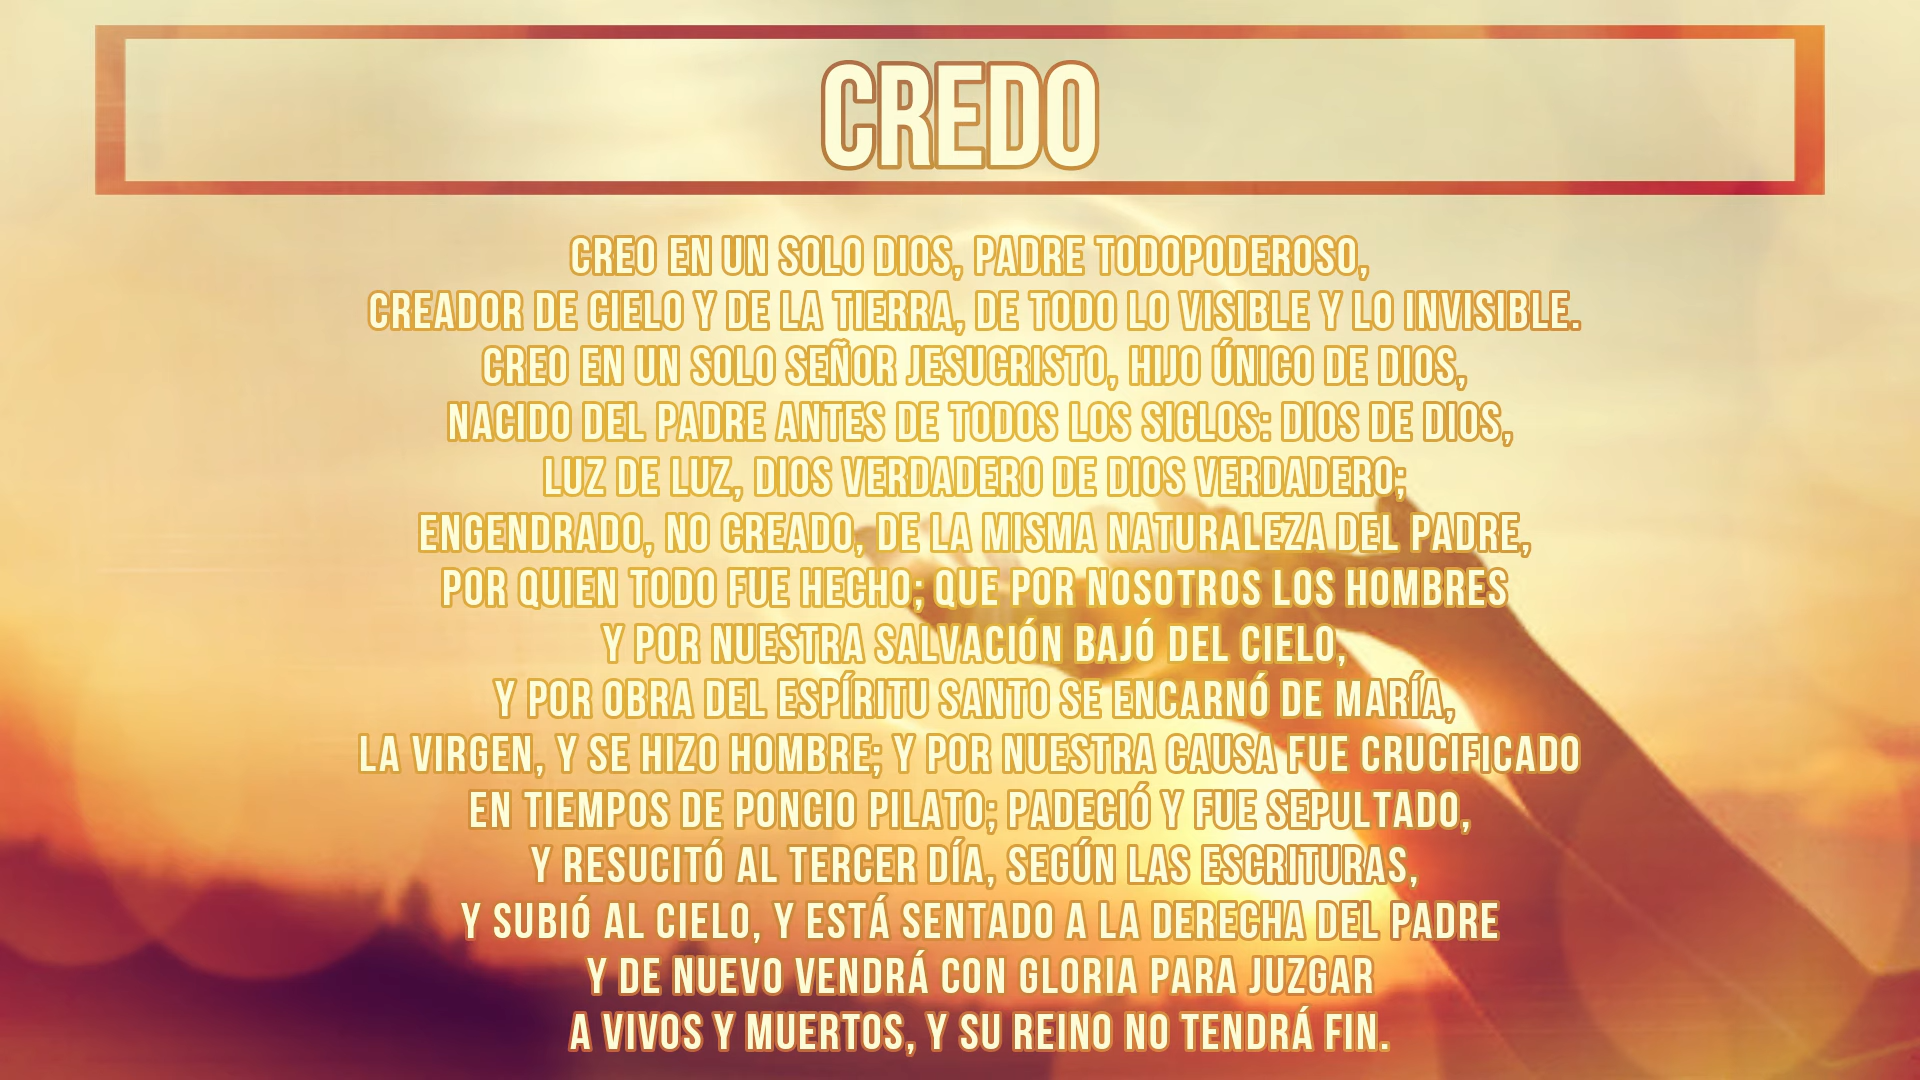 CREDO
CREO EN UN SOLO DIOS, PADRE TODOPODEROSO,
CREADOR DE CIELO Y DE LA TIERRA, DE TODO LO VISIBLE Y LO INVISIBLE.
CREO EN UN SOLO SEÑOR JESUCRISTO, HIJO ÚNICO DE DIOS,
NACIDO DEL PADRE ANTES DE TODOS LOS SIGLOS: DIOS DE DIOS,
LUZ DE LUZ, DIOS VERDADERO DE DIOS VERDADERO;
ENGENDRADO, NO CREADO, DE LA MISMA NATURALEZA DEL PADRE,
POR QUIEN TODO FUE HECHO; QUE POR NOSOTROS LOS HOMBRES
Y POR NUESTRA SALVACIÓN BAJÓ DEL CIELO,
Y POR OBRA DEL ESPÍRITU SANTO SE ENCARNÓ DE MARÍA,
LA VIRGEN, Y SE HIZO HOMBRE; Y POR NUESTRA CAUSA FUE CRUCIFICADO
EN TIEMPOS DE PONCIO PILATO; PADECIÓ Y FUE SEPULTADO,
Y RESUCITÓ AL TERCER DÍA, SEGÚN LAS ESCRITURAS,
Y SUBIÓ AL CIELO, Y ESTÁ SENTADO A LA DERECHA DEL PADRE
Y DE NUEVO VENDRÁ CON GLORIA PARA JUZGAR
A VIVOS Y MUERTOS, Y SU REINO NO TENDRÁ FIN.